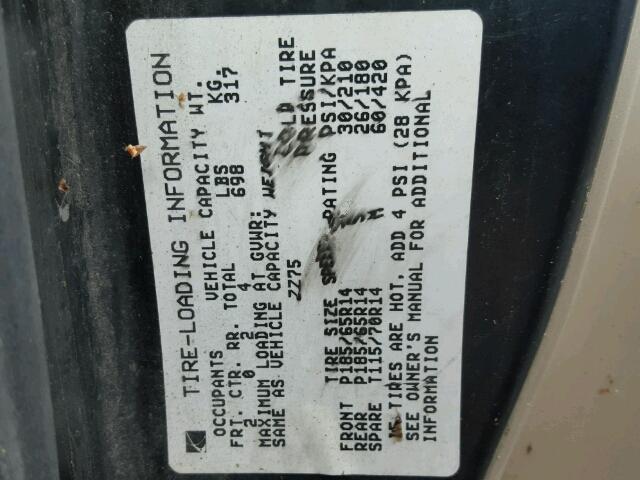 TIRE-LOADING INFORMATION
OCCUPANTS VEHICLE CAPACITY WT.
FRT. CTR. RR. TOTAL LBS KG.
2 0 2 4 698 317
MAXIMUM LOADING AT GVWR:
SAME AS VEHICLE CAPACITY WEIGHT
ZZ75 COLD TIRE
SPEED PRESSURE
TIRE SIZE RATING PSI/KPA
FRONT P185/65R14 30/210
REAR P185/65R14 26/180
SPARE T115/70R14 60/420
TIRES ARE HOT, ADD 4 PSI (28 KPA)
SEE OWNER'S MANUAL FOR ADDITIONAL
INFORMATION